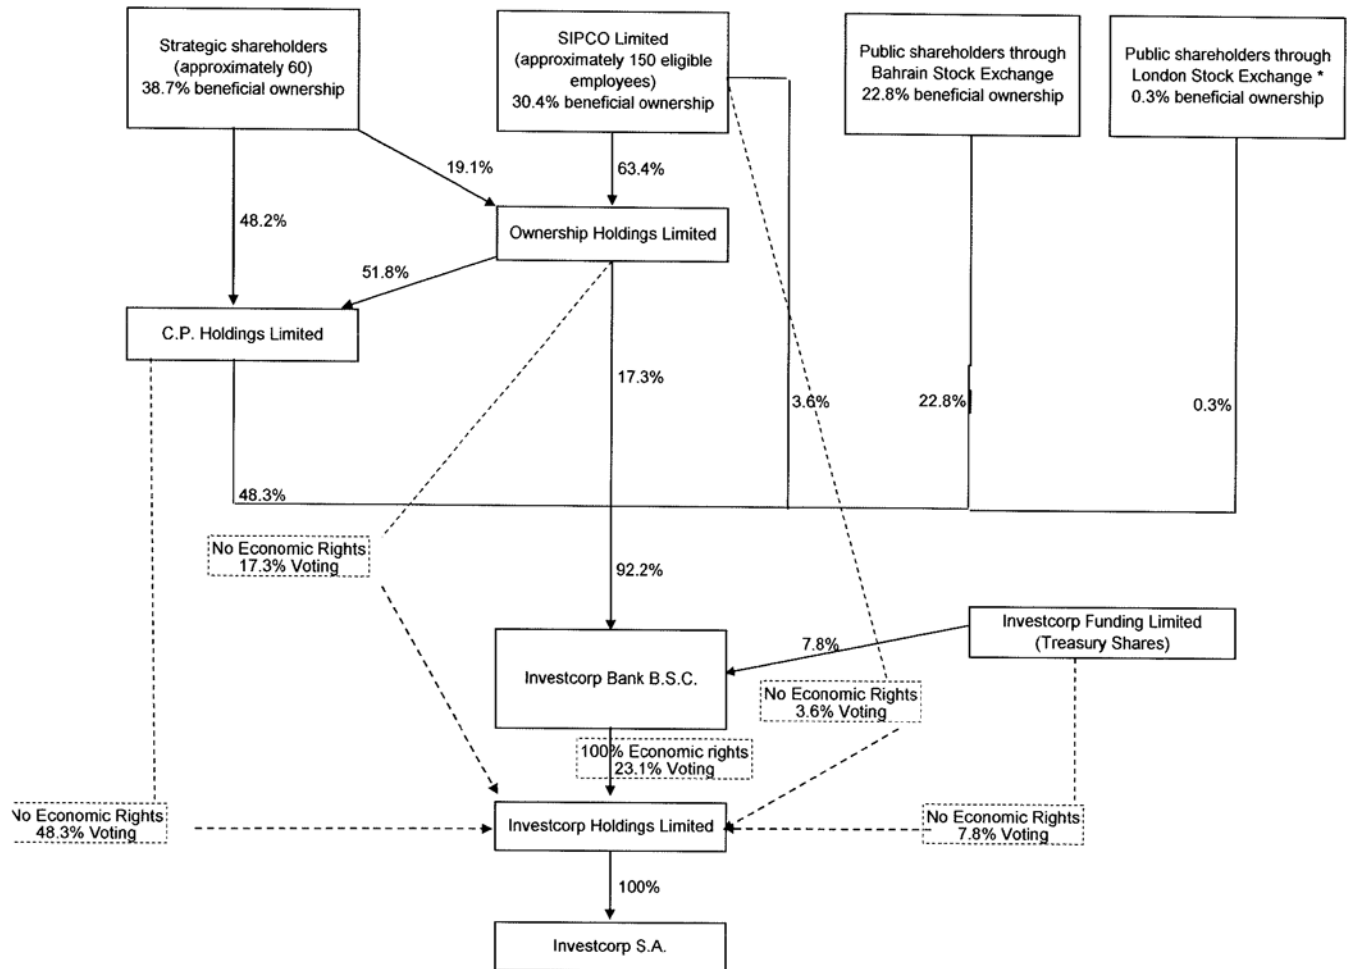 Strategic shareholders
(approximately 60)
38.7% beneficial ownership
SIPCO Limited
(approximately 150 eligible
employees)
30.4% beneficial ownership
Public shareholders through
Bahrain Stock Exchange
22.8% beneficial ownership
Public shareholders through
London Stock Exchange *
0.3% beneficial ownership
19.1%
63.4%
48.2%
Ownership Holdings Limited
51.8%
C.P. Holdings Limited
17.3%
3.6%
22.8%
0.3%
48.3%
No Economic Rights
17.3% Voting
92.2%
Investcorp Funding Limited
(Treasury Shares)
7.8%
Investcorp Bank B.S.C.
No Economic Rights
3.6% Voting
100% Economic rights
23.1% Voting
No Economic Rights
48.3% Voting
Investcorp Holdings Limited
No Economic Rights
7.8% Voting
100%
Investcorp S.A.